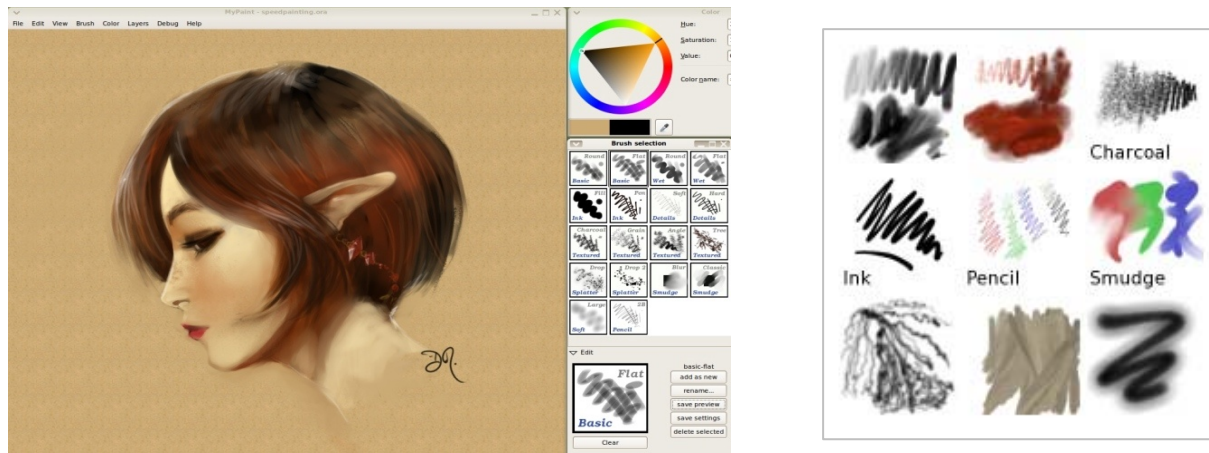 MyPaint - speedpainting.ora
File Edit View Brush Color Layers Debug Help
Color
Hue:
Saturation:
Value:
Color name:
Brush selection
Round Basic
Flat Basic
Round Wet
Flat Wet
Fill Ink
Pen Ink
Soft Details
Hard Details
Charcoal Textured
Grain Textured
Angle Textured
Tree Textured
Drop Splatter
Drop 2 Splatter
Blur Smudge
Classic Smudge
Large Soft
2B Pencil
Edit
Flat
Basic
Clear
basic-flat
add as new
rename...
save preview
save settings
delete selected
Charcoal
Ink
Pencil
Smudge